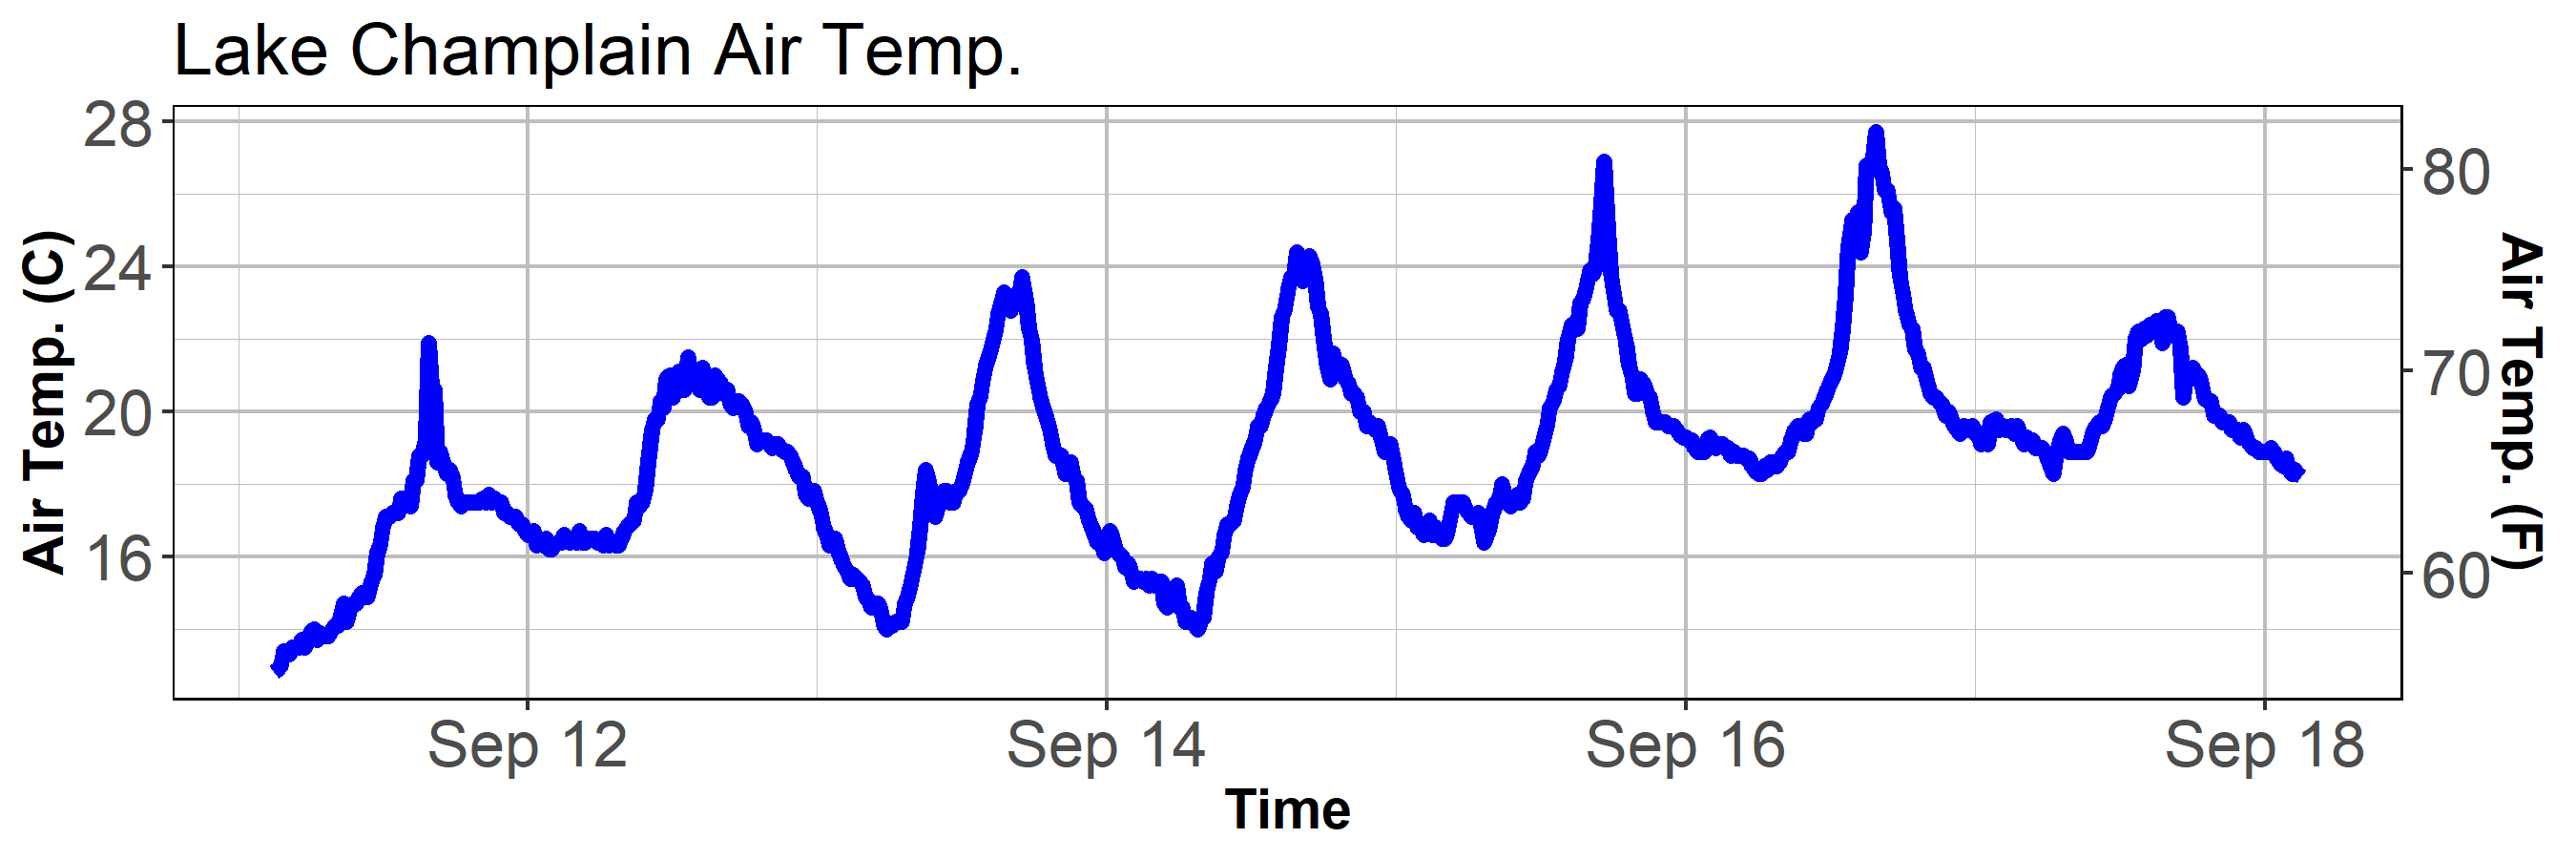 Lake Champlain Air Temp.
28
24
20
16
Air Temp. (C)
80
70
60
Air Temp. (F)
Sep 12 Sep 14 Sep 16 Sep 18
Time